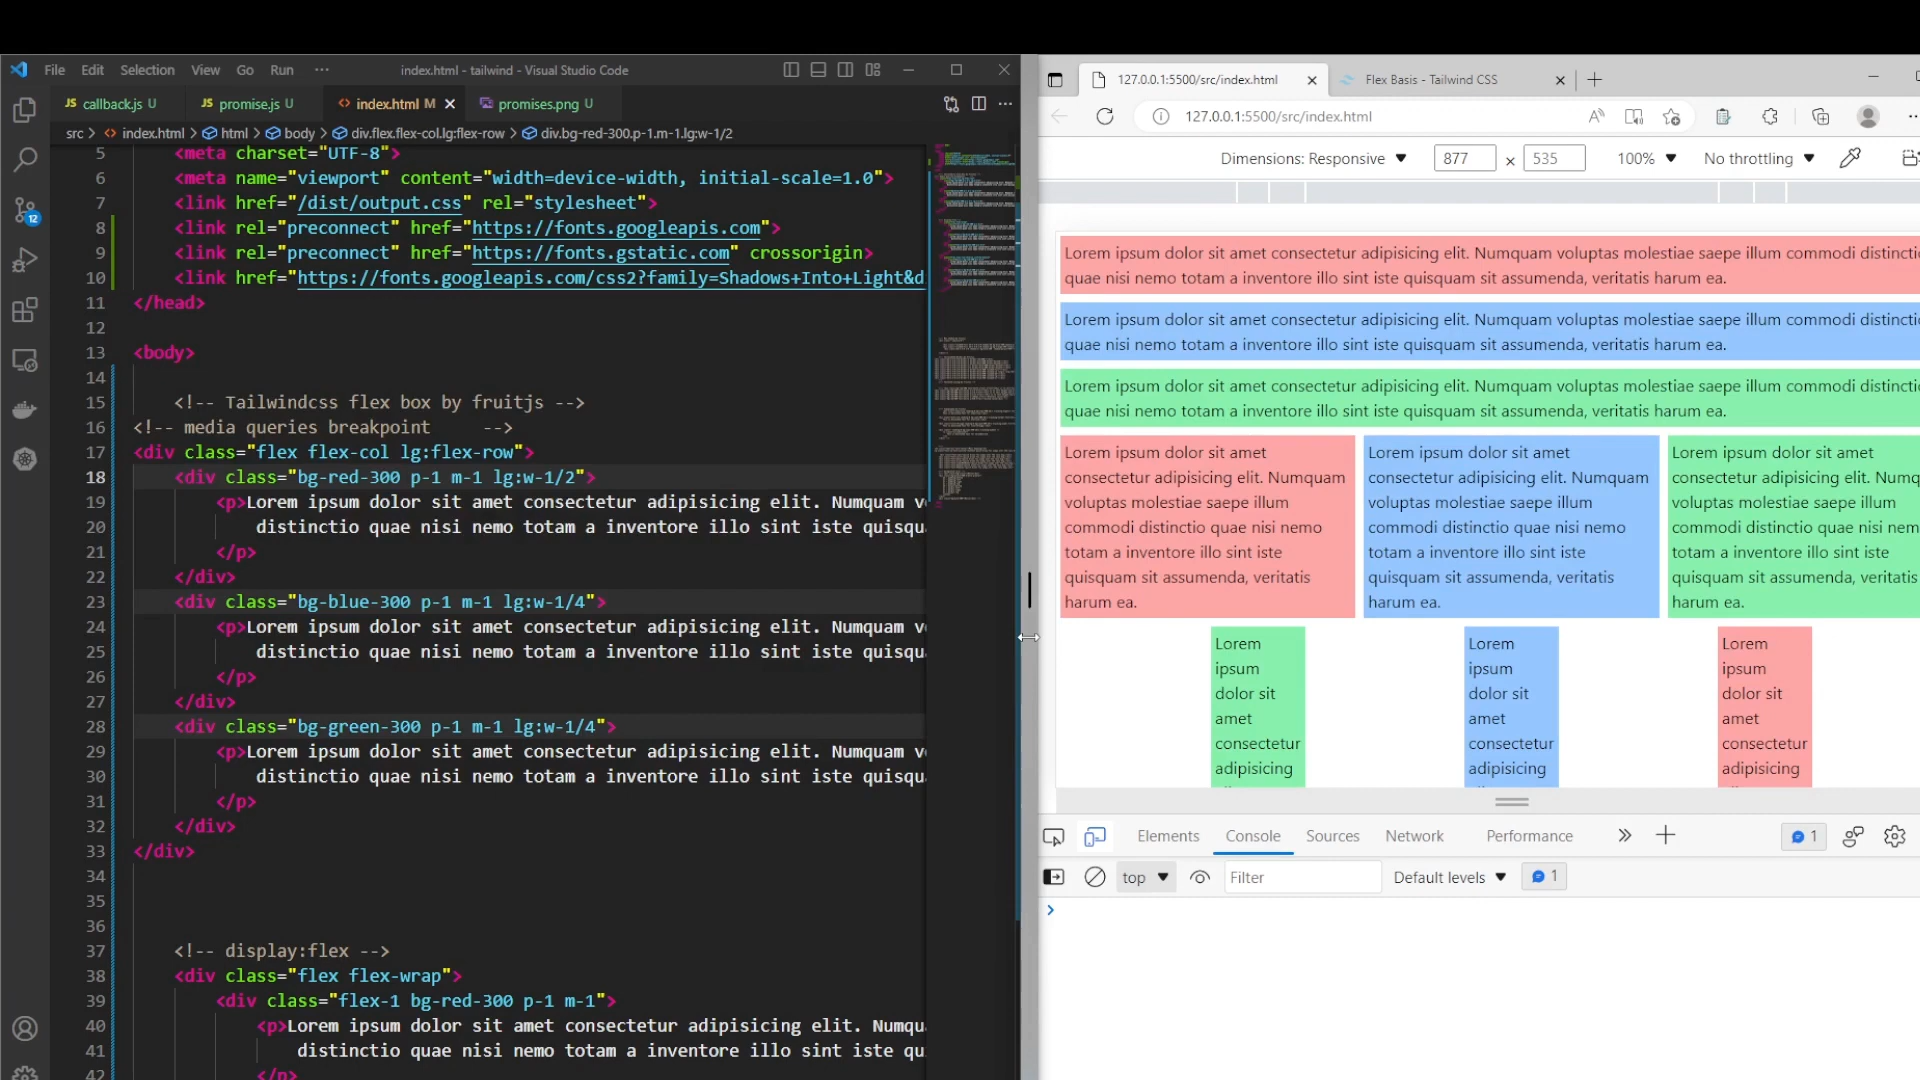 File Edit Selection View Go Run ··· index.html - tailwind - Visual Studio Code
JS callback.js U JS promise.js U <> index.html M promises.png U
src > <> index.html > html > body > div.flex.flex-col.lg:flex-row > div.bg-red-300.p-1.m-1.lg:w-1/2
12
5 <meta charset="UTF-8">
6 <meta name="viewport" content="width=device-width, initial-scale=1.0">
7 <link href="/dist/output.css" rel="stylesheet">
8 <link rel="preconnect" href="https://fonts.googleapis.com">
9 <link rel="preconnect" href="https://fonts.gstatic.com" crossorigin>
10 <link href="https://fonts.googleapis.com/css2?family=Shadows+Into+Light&d
11 </head>
12
13 <body>
14
15 <!-- Tailwindcss flex box by fruitjs -->
16 <!-- media queries breakpoint -->
17 <div class="flex flex-col lg:flex-row">
18 <div class="bg-red-300 p-1 m-1 lg:w-1/2">
19 <p>Lorem ipsum dolor sit amet consectetur adipisicing elit. Numquam v
20 distinctio quae nisi nemo totam a inventore illo sint iste quisqu
21 </p>
22 </div>
23 <div class="bg-blue-300 p-1 m-1 lg:w-1/4">
24 <p>Lorem ipsum dolor sit amet consectetur adipisicing elit. Numquam v
25 distinctio quae nisi nemo totam a inventore illo sint iste quisqu
26 </p>
27 </div>
28 <div class="bg-green-300 p-1 m-1 lg:w-1/4">
29 <p>Lorem ipsum dolor sit amet consectetur adipisicing elit. Numquam v
30 distinctio quae nisi nemo totam a inventore illo sint iste quisqu
31 </p>
32 </div>
33 </div>
34
35
36
37 <!-- display:flex -->
38 <div class="flex flex-wrap">
39 <div class="flex-1 bg-red-300 p-1 m-1">
40 <p>Lorem ipsum dolor sit amet consectetur adipisicing elit. Numqu
41 distinctio quae nisi nemo totam a inventore illo sint iste qu
42 </p>
127.0.0.1:5500/src/index.html Flex Basis - Tailwind CSS
127.0.0.1:5500/src/index.html
Dimensions: Responsive 877 x 535 100% No throttling
Lorem ipsum dolor sit amet consectetur adipisicing elit. Numquam voluptas molestiae saepe illum commodi distincti
quae nisi nemo totam a inventore illo sint iste quisquam sit assumenda, veritatis harum ea.
Lorem ipsum dolor sit amet consectetur adipisicing elit. Numquam voluptas molestiae saepe illum commodi distincti
quae nisi nemo totam a inventore illo sint iste quisquam sit assumenda, veritatis harum ea.
Lorem ipsum dolor sit amet consectetur adipisicing elit. Numquam voluptas molestiae saepe illum commodi distincti
quae nisi nemo totam a inventore illo sint iste quisquam sit assumenda, veritatis harum ea.
Lorem ipsum dolor sit amet
consectetur adipisicing elit. Numquam
voluptas molestiae saepe illum
commodi distinctio quae nisi nemo
totam a inventore illo sint iste
quisquam sit assumenda, veritatis
harum ea.
Lorem ipsum dolor sit amet
consectetur adipisicing elit. Numquam
voluptas molestiae saepe illum
commodi distinctio quae nisi nemo
totam a inventore illo sint iste
quisquam sit assumenda, veritatis
harum ea.
Lorem ipsum dolor sit amet
consectetur adipisicing elit. Numq
voluptas molestiae saepe illum
commodi distinctio quae nisi nem
totam a inventore illo sint iste
quisquam sit assumenda, veritatis
harum ea.
Lorem
ipsum
dolor sit
amet
consectetur
adipisicing
Lorem
ipsum
dolor sit
amet
consectetur
adipisicing
Lorem
ipsum
dolor sit
amet
consectetur
adipisicing
Elements Console Sources Network Performance 1
top Filter Default levels 1